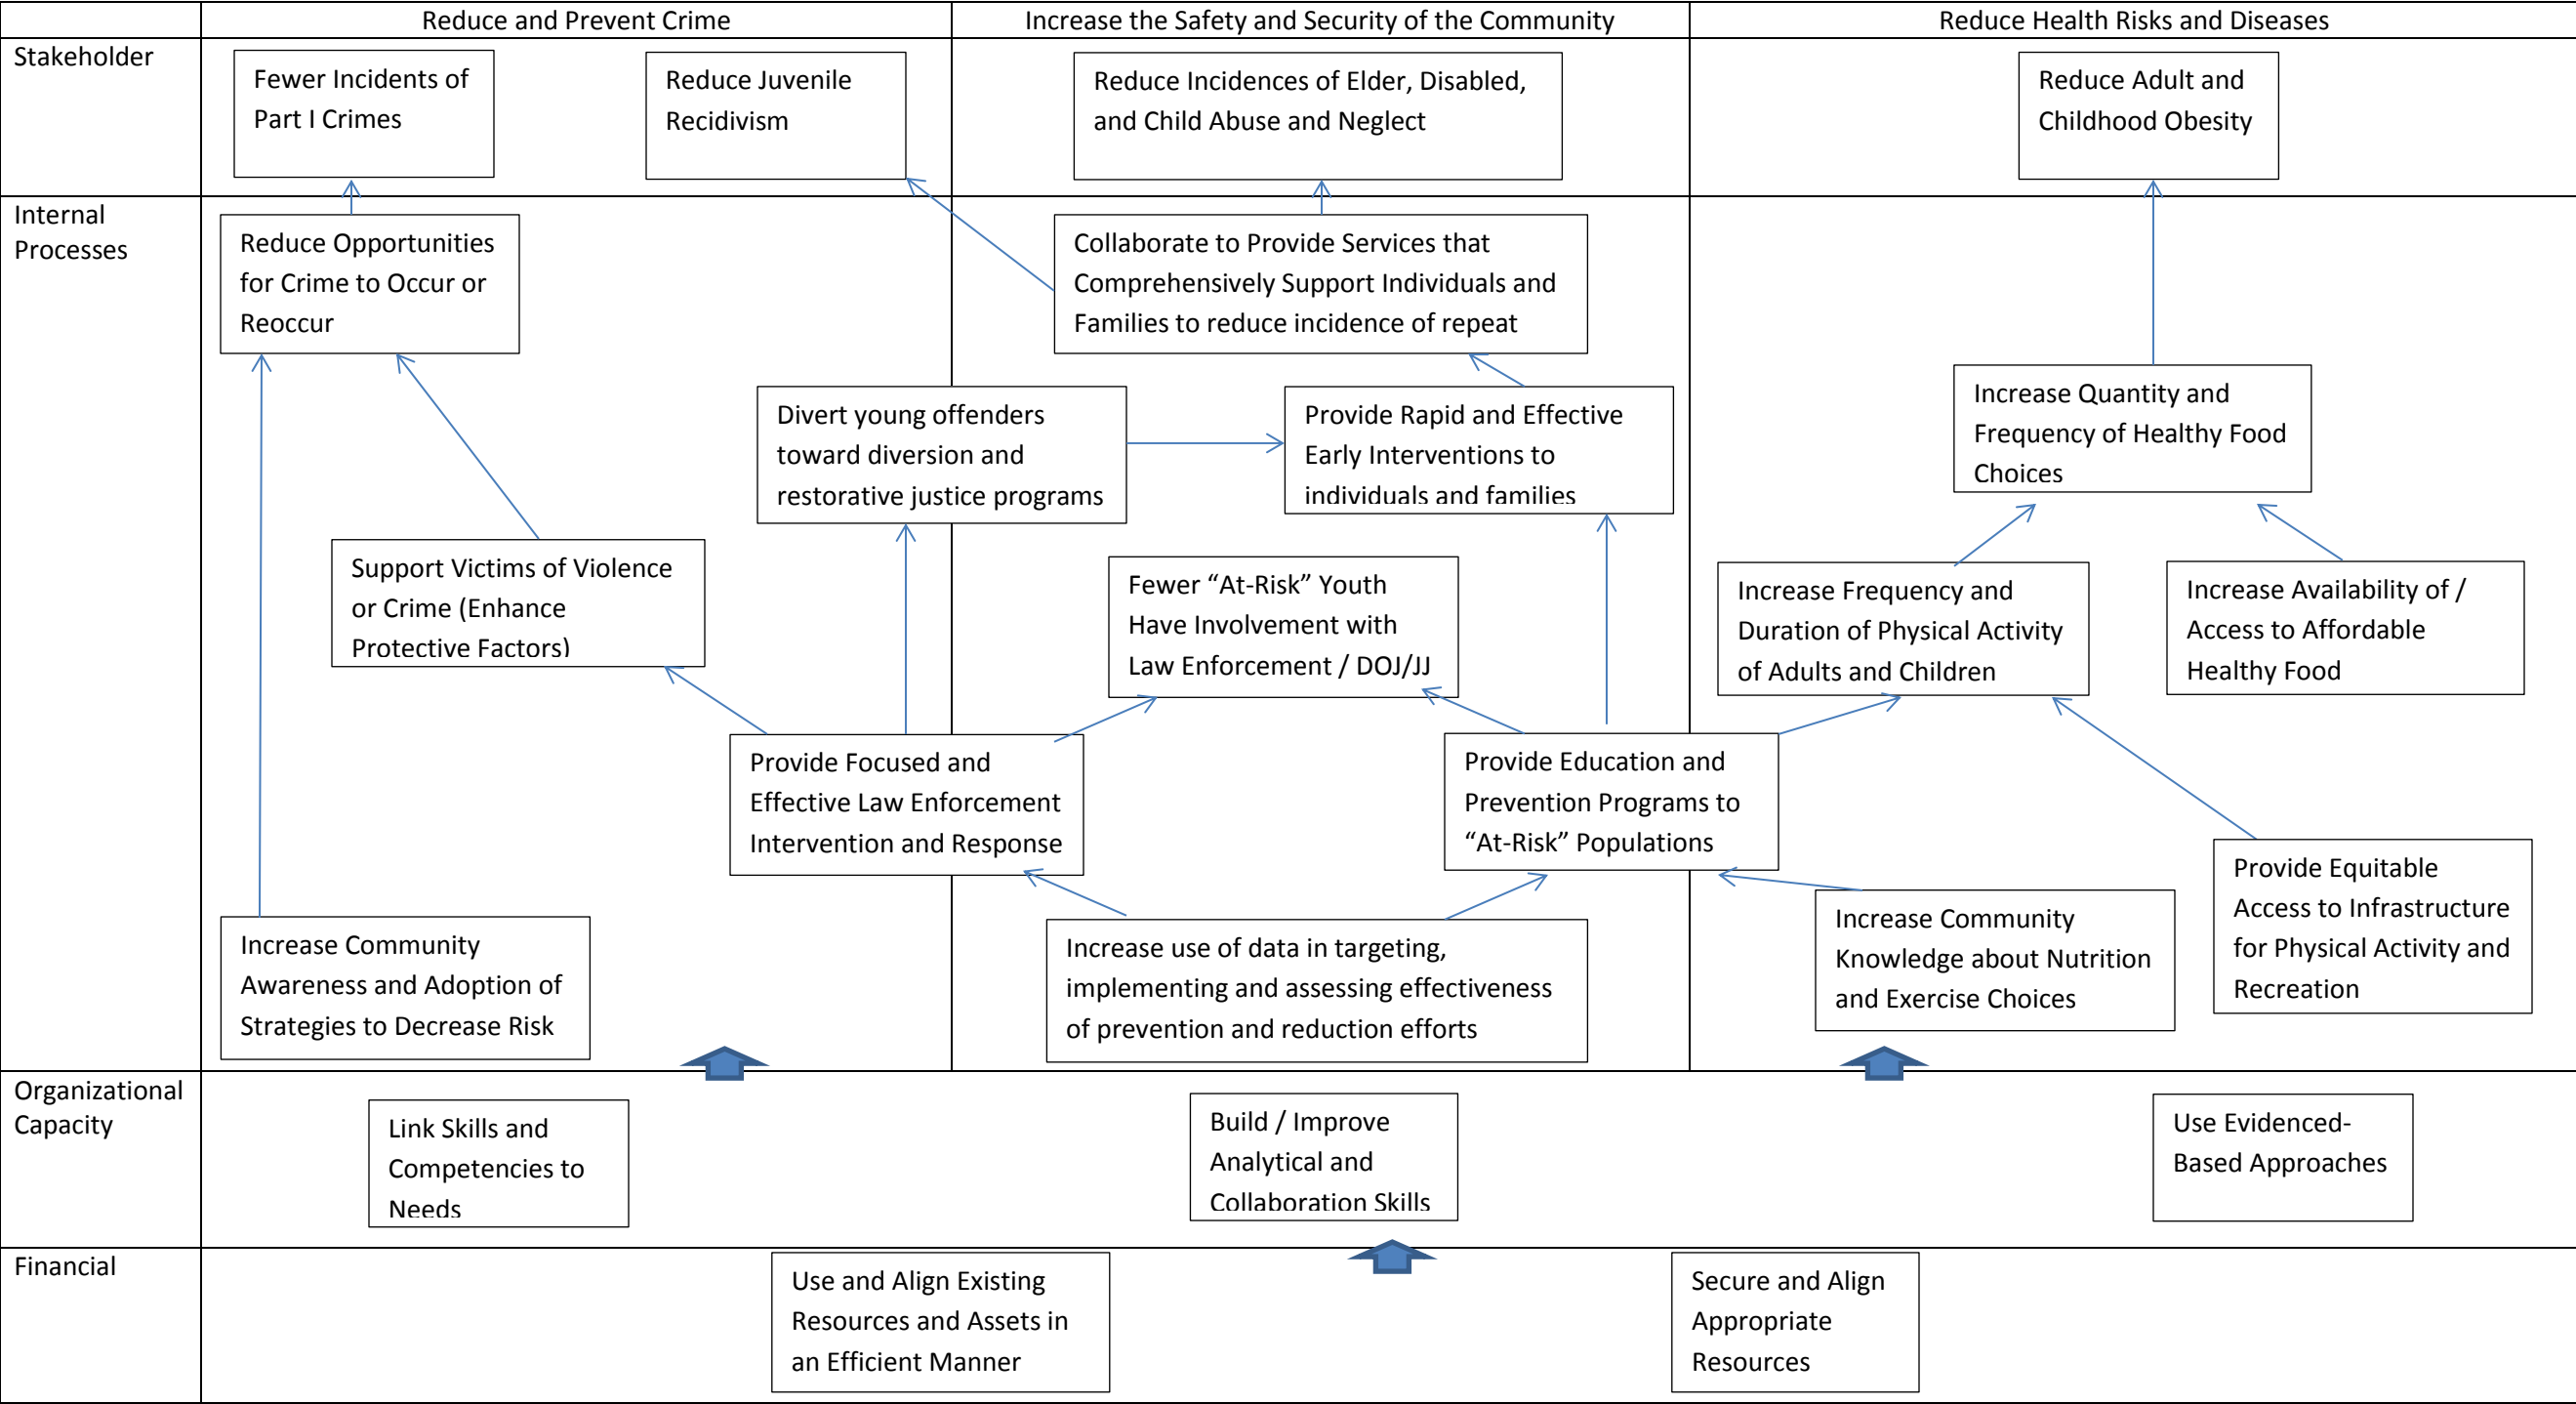 Reduce and Prevent Crime
Increase the Safety and Security of the Community
Reduce Health Risks and Diseases
Stakeholder
Fewer Incidents of
Part I Crimes
Reduce Juvenile
Recidivism
Reduce Incidences of Elder, Disabled,
and Child Abuse and Neglect
Reduce Adult and
Childhood Obesity
Internal
Processes
Reduce Opportunities
for Crime to Occur or
Reoccur
Collaborate to Provide Services that
Comprehensively Support Individuals and
Families to reduce incidence of repeat
Divert young offenders
toward diversion and
restorative justice programs
Provide Rapid and Effective
Early Interventions to
individuals and families
Increase Quantity and
Frequency of Healthy Food
Choices
Support Victims of Violence
or Crime (Enhance
Protective Factors)
Fewer “At-Risk” Youth
Have Involvement with
Law Enforcement / DOJ/JJ
Increase Frequency and
Duration of Physical Activity
of Adults and Children
Increase Availability of /
Access to Affordable
Healthy Food
Provide Focused and
Effective Law Enforcement
Intervention and Response
Provide Education and
Prevention Programs to
“At-Risk” Populations
Provide Equitable
Access to Infrastructure
for Physical Activity and
Recreation
Increase Community
Awareness and Adoption of
Strategies to Decrease Risk
Increase use of data in targeting,
implementing and assessing effectiveness
of prevention and reduction efforts
Increase Community
Knowledge about Nutrition
and Exercise Choices
Organizational
Capacity
Link Skills and
Competencies to
Needs
Build / Improve
Analytical and
Collaboration Skills
Use Evidenced-
Based Approaches
Financial
Use and Align Existing
Resources and Assets in
an Efficient Manner
Secure and Align
Appropriate
Resources